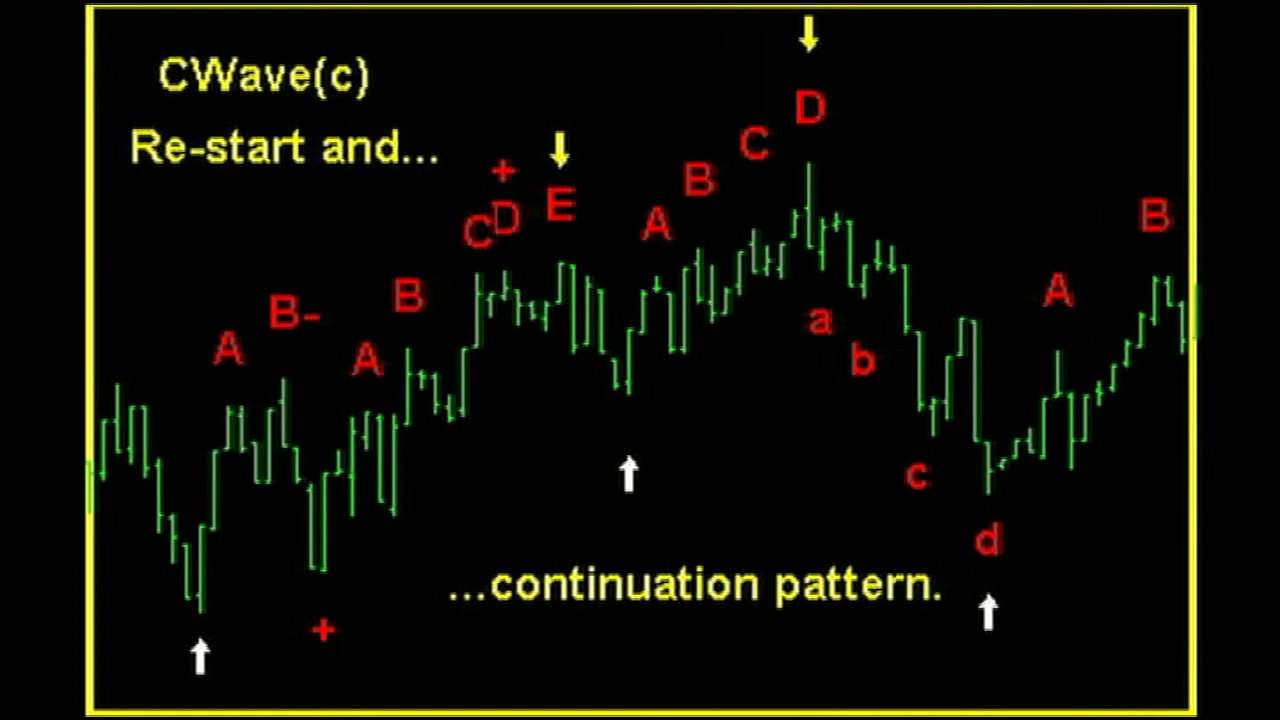 CWave(c)
Re-start and...
D
C
+
B
E
D
C
A
B
B
A
B-
A
A
a
b
c
d
...continuation pattern.
+